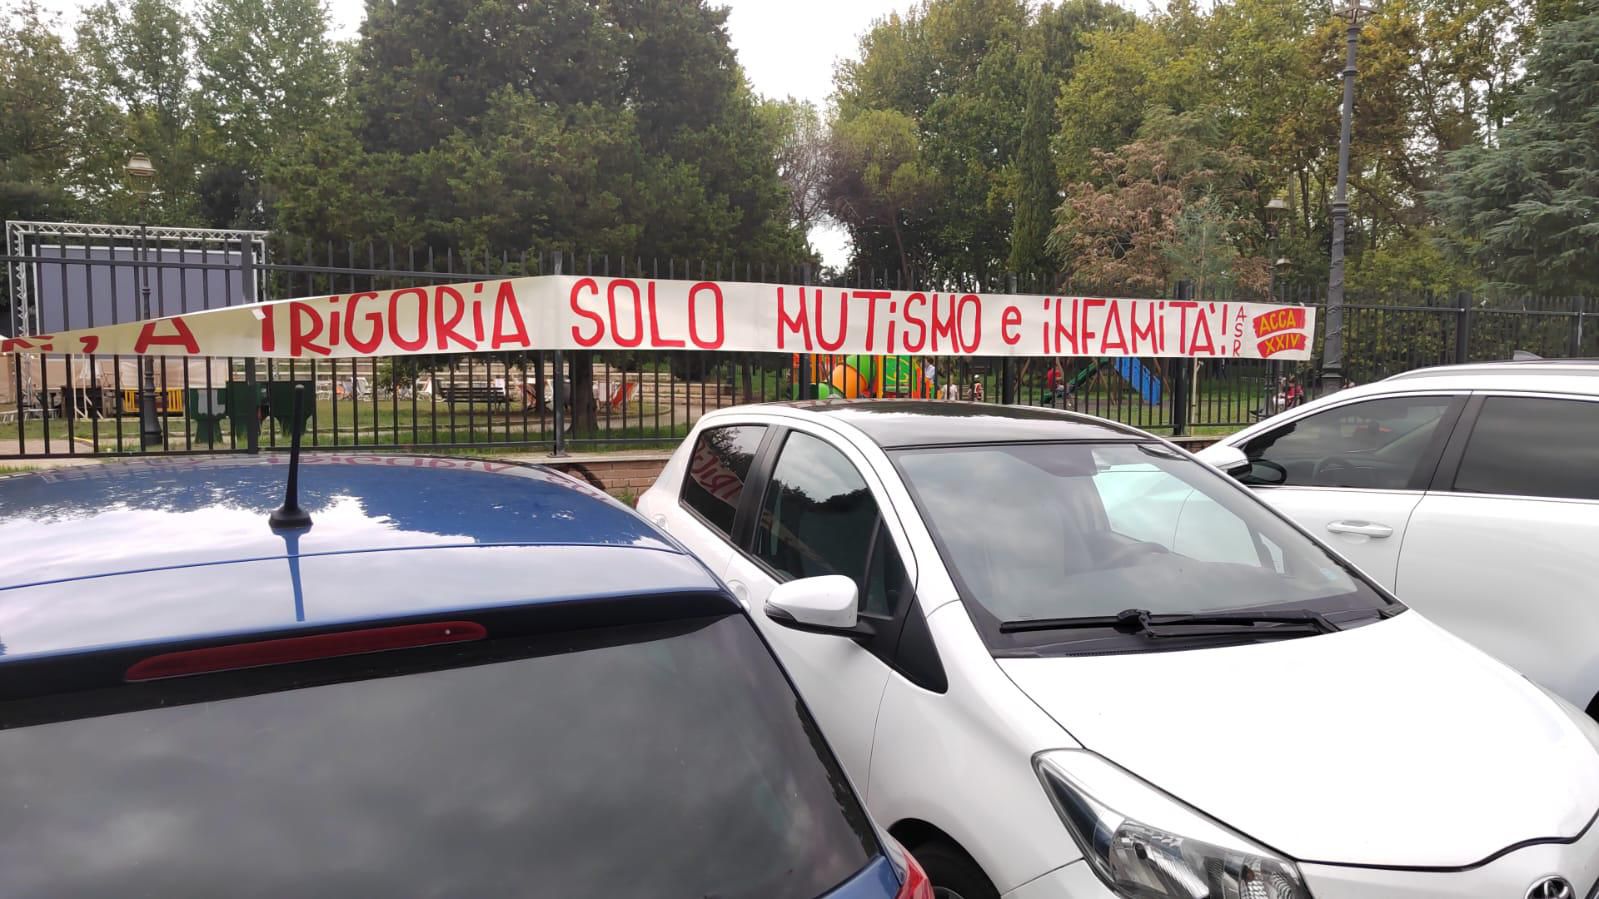 , A TRIGORIA SOLO MUTISMO e INFAMITÀ!
ASR
ACCA
XXIV